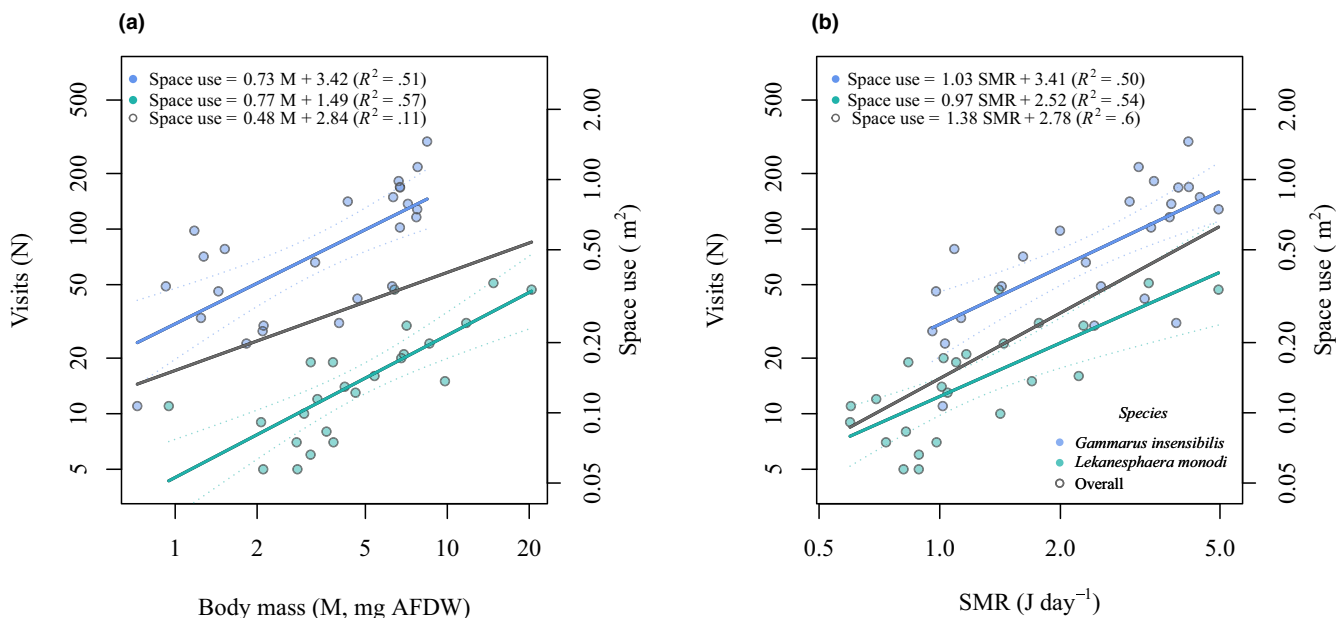 (a)
Space use = 0.73 M + 3.42 (R² = .51)
Space use = 0.77 M + 1.49 (R² = .57)
Space use = 0.48 M + 2.84 (R² = .11)
Visits (N)
500
200
100
50
20
10
5
2.00
1.00
0.50
0.20
0.10
0.05
Space use ( m²)
1 2 5 10 20
Body mass (M, mg AFDW)
(b)
Space use = 1.03 SMR + 3.41 (R² = .50)
Space use = 0.97 SMR + 2.52 (R² = .54)
Space use = 1.38 SMR + 2.78 (R² = .6)
Visits (N)
500
200
100
50
20
10
5
2.00
1.00
0.50
0.20
0.10
0.05
Space use ( m²)
Species
Gammarus insensibilis
Lekanesphaera monodi
Overall
0.5 1.0 2.0 5.0
SMR (J day⁻¹)